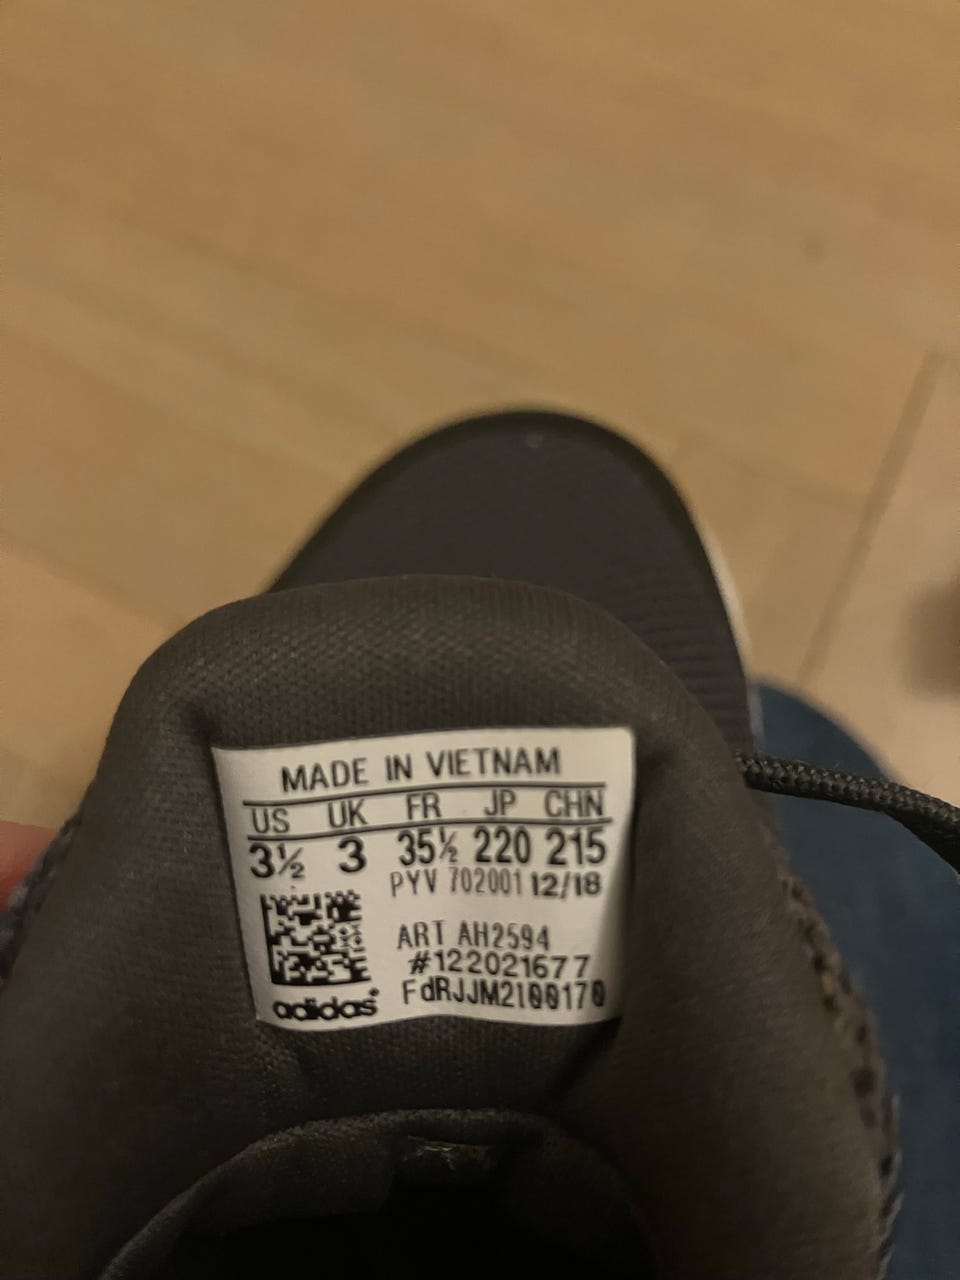 MADE IN VIETNAM
US UK FR JP CHN
3½ 3 35½ 220 215
PYV 702001 12/18
ART AH2594
#122021677
FdRJJM2100170
adidas®